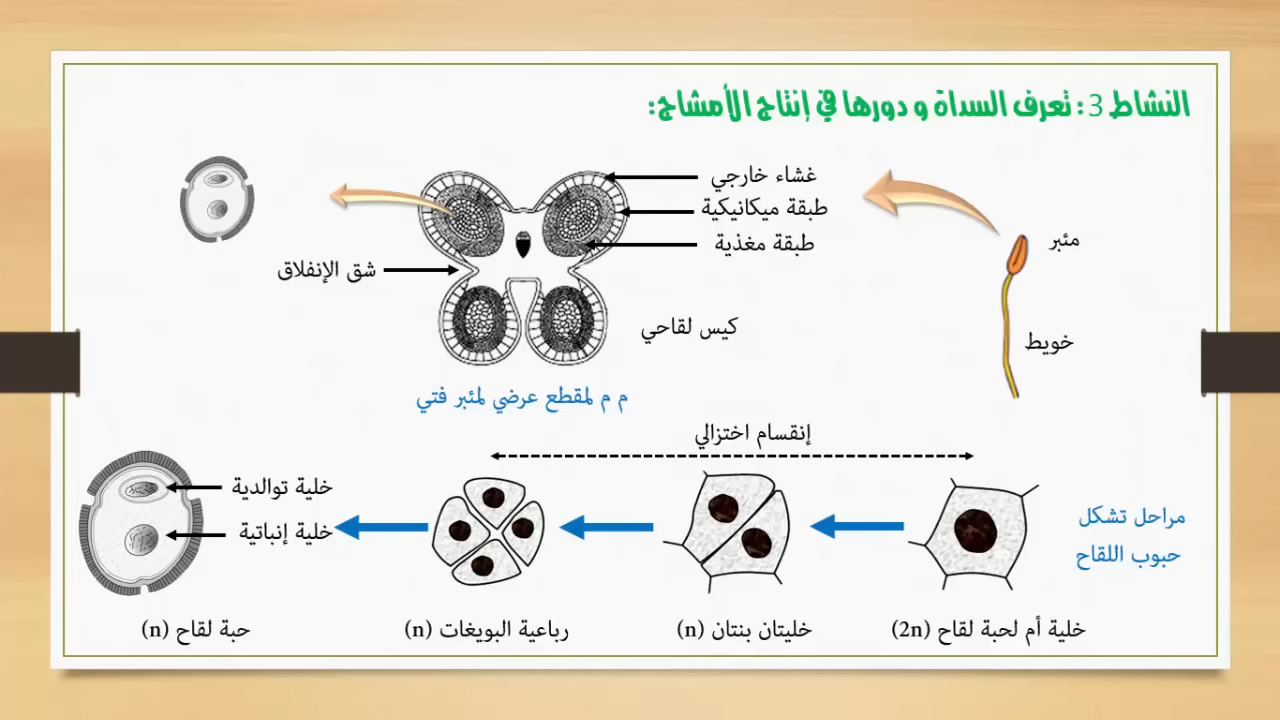 النشاط 3: تعرف السداة و دورها في إنتاج الأمشاج:
غشاء خارجي
طبقة ميكانيكية
طبقة مغذية
مئبر
شق الإنفلاق
كيس لقاحي
خويط
م م لمقطع عرضي لمئبر فتي
إنقسام اختزالي
مراحل تشكل
حبوب اللقاح
خلية توالدية
خلية إنباتية
خلية أم لحبة لقاح (2n)
خليتان بنتان (n)
رباعية البويغات (n)
حبة لقاح (n)